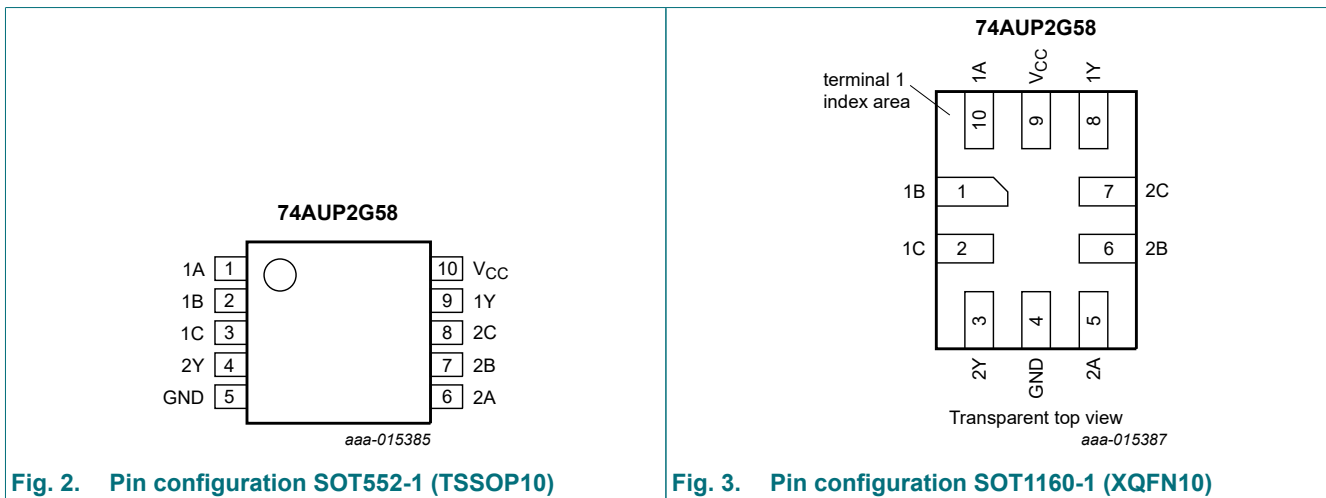 74AUP2G58
1A 1 10 VCC
1B 2 9 1Y
1C 3 8 2C
2Y 4 7 2B
GND 5 6 2A
aaa-015385
Fig. 2. Pin configuration SOT552-1 (TSSOP10)
74AUP2G58
terminal 1
index area
1A VCC 1Y
10 9 8
1B 1 7 2C
1C 2 6 2B
3 4 5
2Y GND 2A
Transparent top view
aaa-015387
Fig. 3. Pin configuration SOT1160-1 (XQFN10)